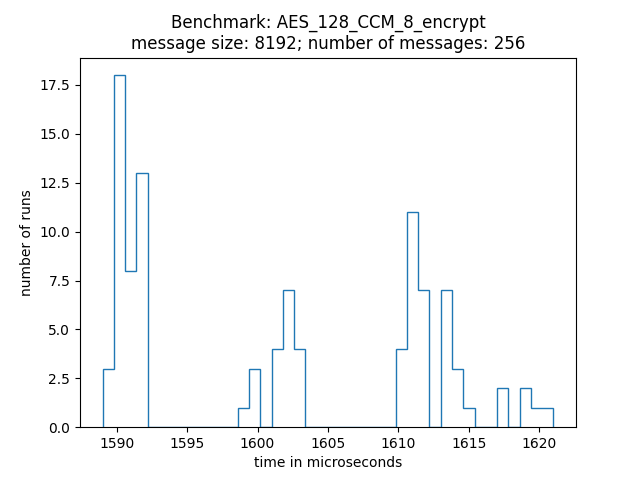 Benchmark: AES_128_CCM_8_encrypt
message size: 8192; number of messages: 256
number of runs
17.5
15.0
12.5
10.0
7.5
5.0
2.5
0.0
1590 1595 1600 1605 1610 1615 1620
time in microseconds